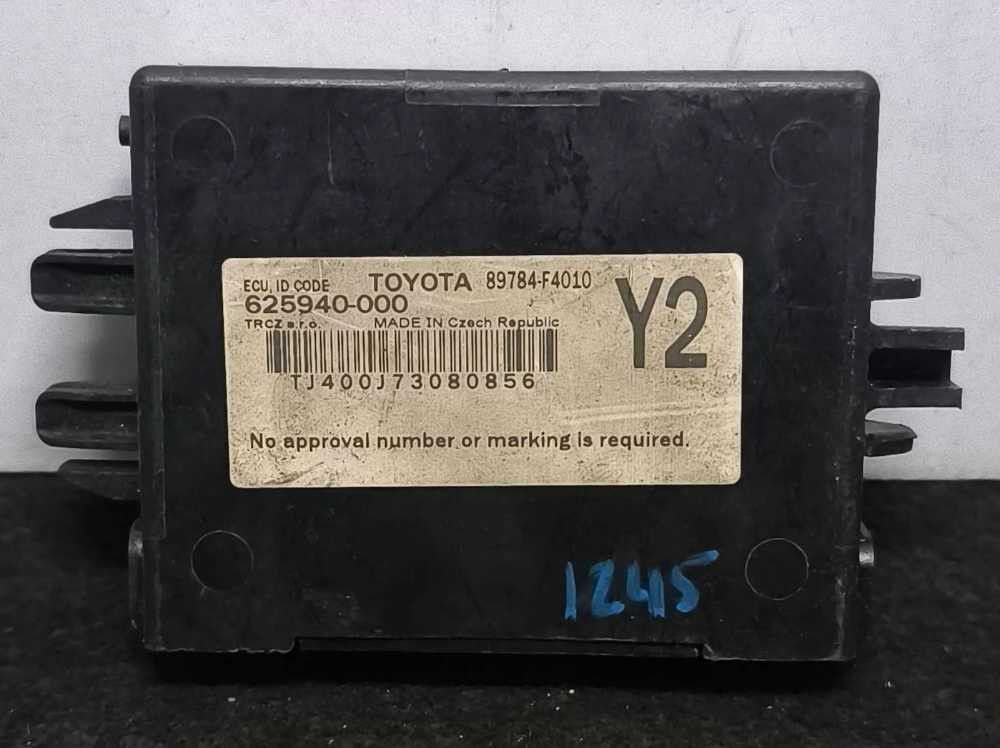 ECU, ID CODE TOYOTA 89784-F4010
625940-000
Y2
TRCZ s.r.o. MADE IN Czech Republic
TJ400J73080856
No approval number or marking is required.
1245